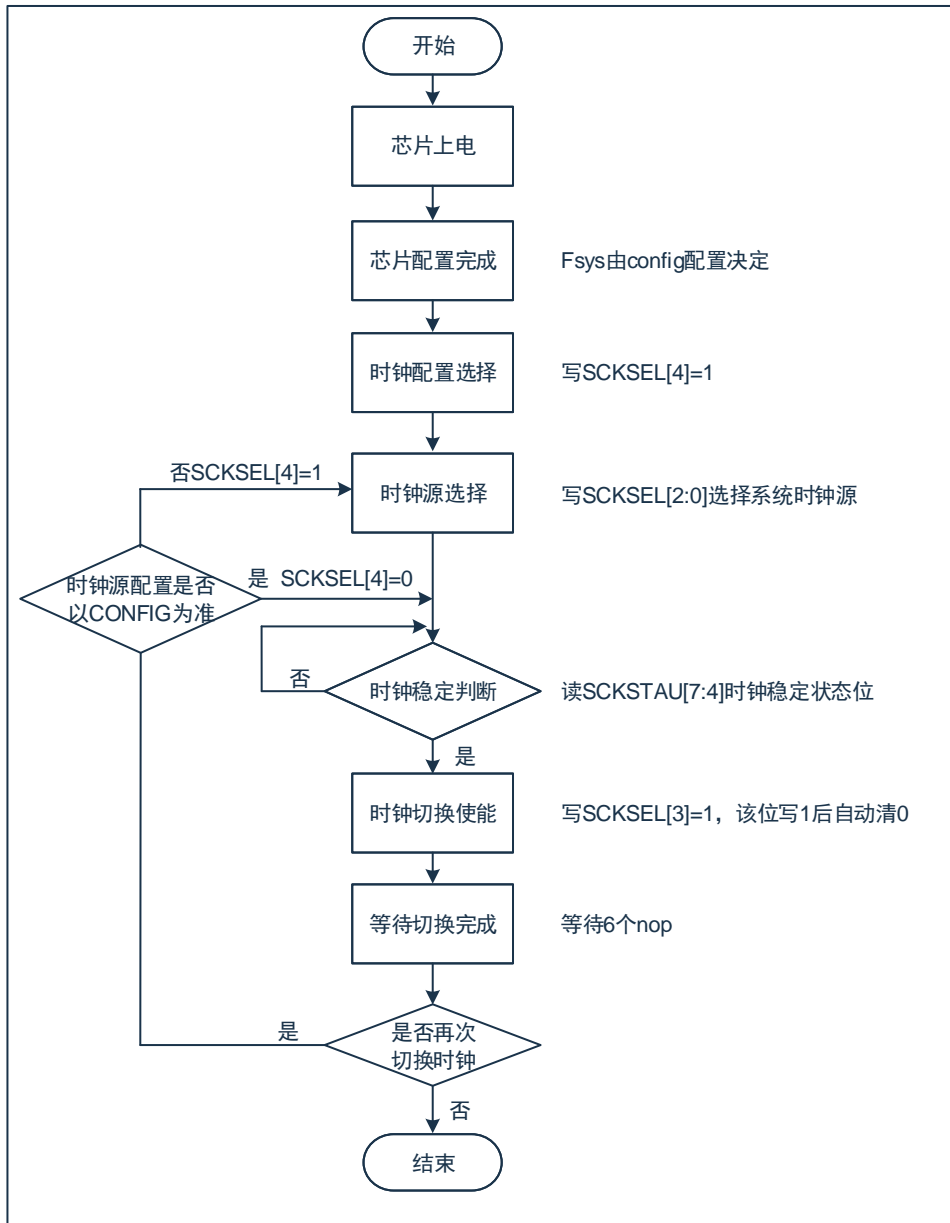 开始
芯片上电
芯片配置完成
Fsys由config配置决定
时钟配置选择
写SCKSEL[4]=1
否SCKSEL[4]=1
时钟源选择
写SCKSEL[2:0]选择系统时钟源
时钟源配置是否
以CONFIG为准
是 SCKSEL[4]=0
否
时钟稳定判断
读SCKSTAU[7:4]时钟稳定状态位
是
时钟切换使能
写SCKSEL[3]=1，该位写1后自动清0
等待切换完成
等待6个nop
是
是否再次
切换时钟
否
结束